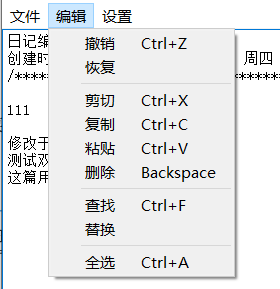 文件 编辑 设置
日记编
创建时 周四
/****
撤销 Ctrl+Z
恢复
剪切 Ctrl+X
111
复制 Ctrl+C
粘贴 Ctrl+V
修改于
测试双
删除 Backspace
这篇用
查找 Ctrl+F
替换
全选 Ctrl+A